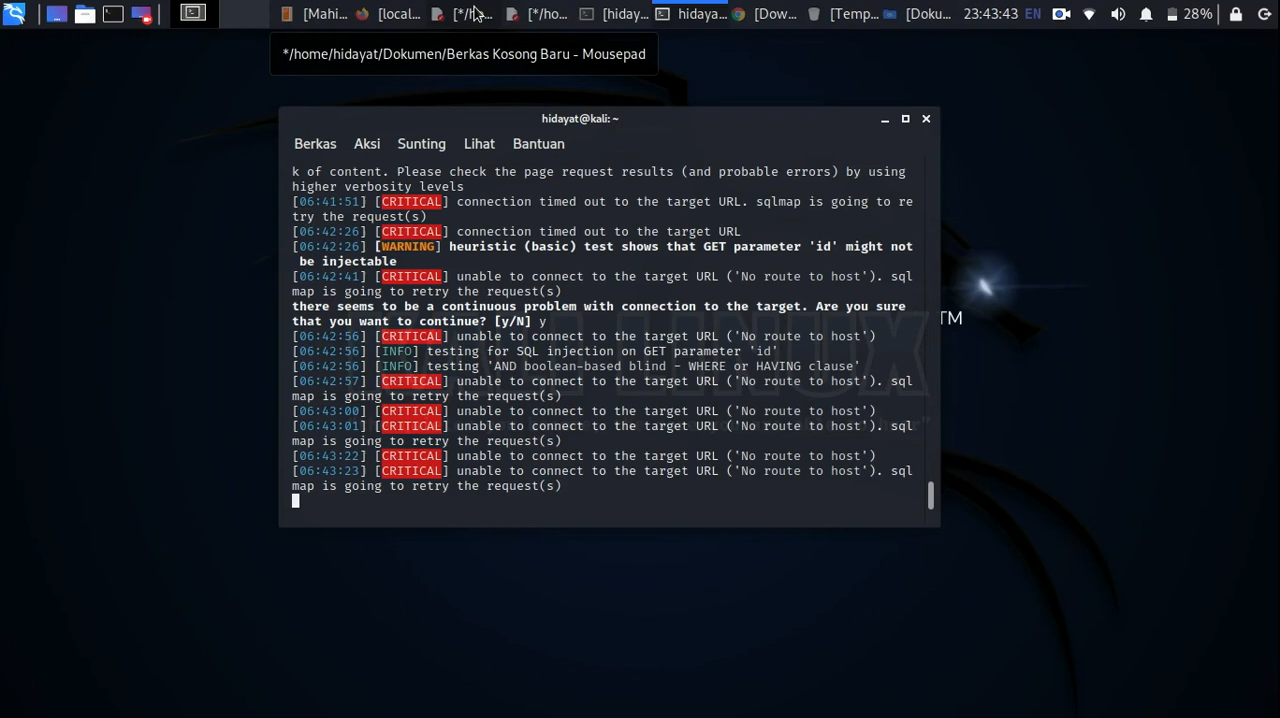 [Mahi...
[local...
[*/h...
[*/ho...
[hiday...
hidaya...
[Dow...
[Temp...
[Doku...
23:43:43 EN
28%
*/home/hidayat/Dokumen/Berkas Kosong Baru - Mousepad
hidayat@kali: ~
Berkas Aksi Sunting Lihat Bantuan
k of content. Please check the page request results (and probable errors) by using
higher verbosity levels
[06:41:51] [CRITICAL] connection timed out to the target URL. sqlmap is going to re
try the request(s)
[06:42:26] [CRITICAL] connection timed out to the target URL
[06:42:26] [WARNING] heuristic (basic) test shows that GET parameter 'id' might not
be injectable
[06:42:41] [CRITICAL] unable to connect to the target URL ('No route to host'). sql
map is going to retry the request(s)
there seems to be a continuous problem with connection to the target. Are you sure
that you want to continue? [y/N] y
[06:42:56] [CRITICAL] unable to connect to the target URL ('No route to host')
[06:42:56] [INFO] testing for SQL injection on GET parameter 'id'
[06:42:56] [INFO] testing 'AND boolean-based blind - WHERE or HAVING clause'
[06:42:57] [CRITICAL] unable to connect to the target URL ('No route to host'). sql
map is going to retry the request(s)
[06:43:00] [CRITICAL] unable to connect to the target URL ('No route to host')
[06:43:01] [CRITICAL] unable to connect to the target URL ('No route to host'). sql
map is going to retry the request(s)
[06:43:22] [CRITICAL] unable to connect to the target URL ('No route to host')
[06:43:23] [CRITICAL] unable to connect to the target URL ('No route to host'). sql
map is going to retry the request(s)
TM